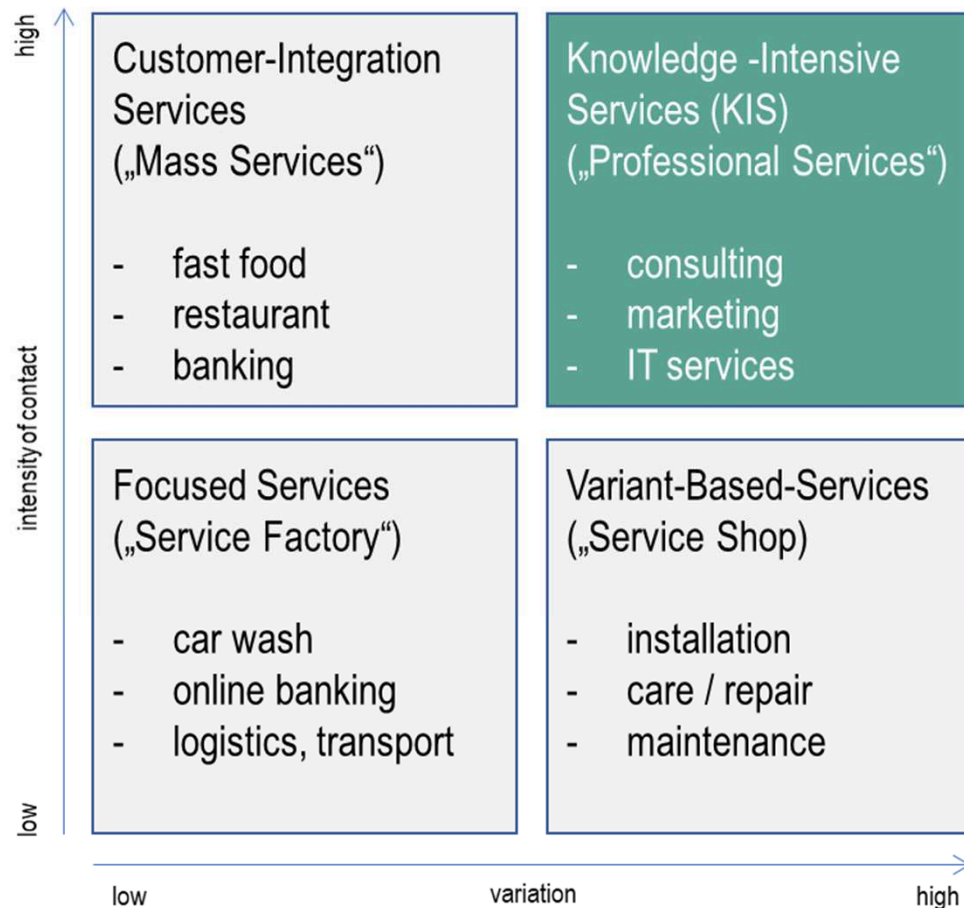 high
Customer-Integration
Services
(„Mass Services“)
- fast food
- restaurant
- banking
Knowledge -Intensive
Services (KIS)
(„Professional Services“)
- consulting
- marketing
- IT services
intensity of contact
Focused Services
(„Service Factory“)
- car wash
- online banking
- logistics, transport
Variant-Based-Services
(„Service Shop)
- installation
- care / repair
- maintenance
low
low
variation
high